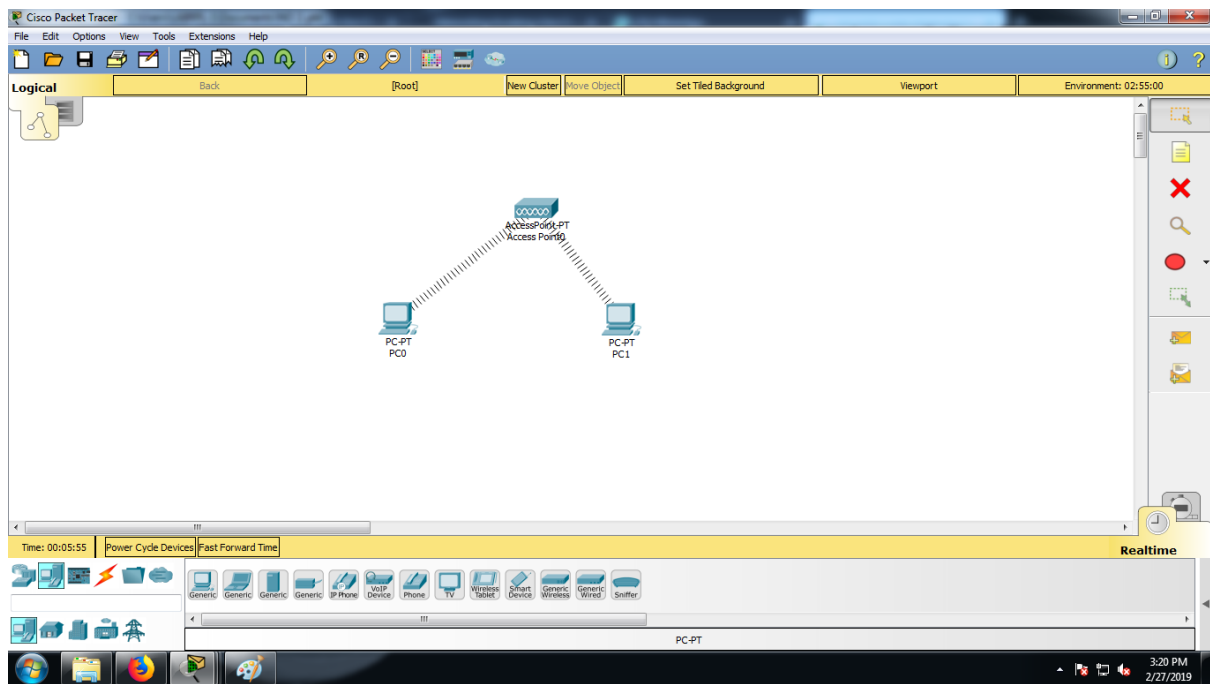 Cisco Packet Tracer
File Edit Options View Tools Extensions Help
Logical Back [Root] New Cluster Move Object Set Tiled Background Viewport Environment: 02:55:00
AccessPoint-PT
Access Point0
PC-PT
PC0
PC-PT
PC1
Time: 00:05:55 Power Cycle Devices Fast Forward Time Realtime
Generic Generic Generic Generic IP Phone VoIP Device Phone TV Wireless Tablet Smart Device Generic Wireless Generic Wired Sniffer
PC-PT
3:20 PM
2/27/2019